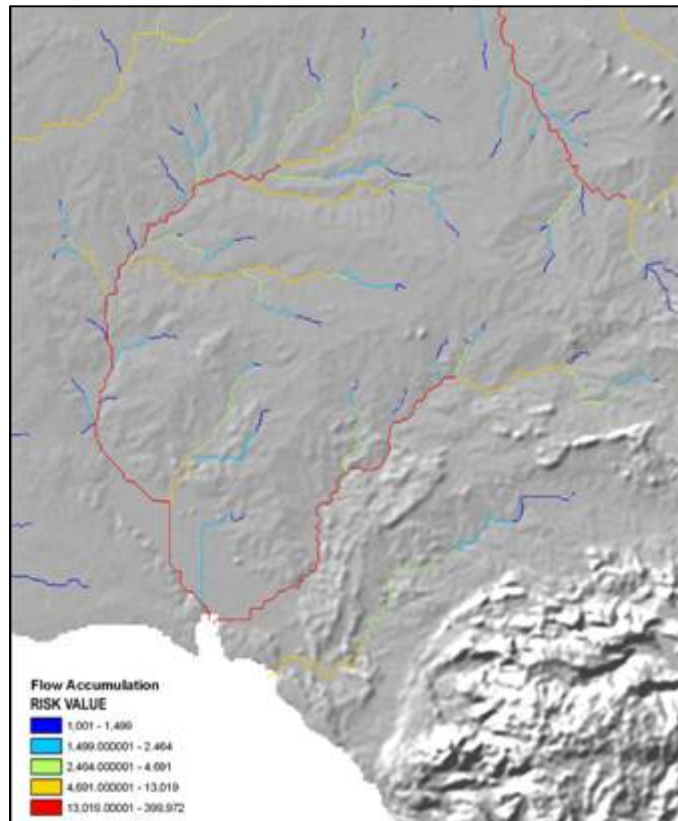 Flow Accumulation
RISK VALUE
1,001 - 1,499
1,499.000001 - 2,464
2,464.000001 - 4,691
4,691.000001 - 13,019
13,019.00001 - 399,972